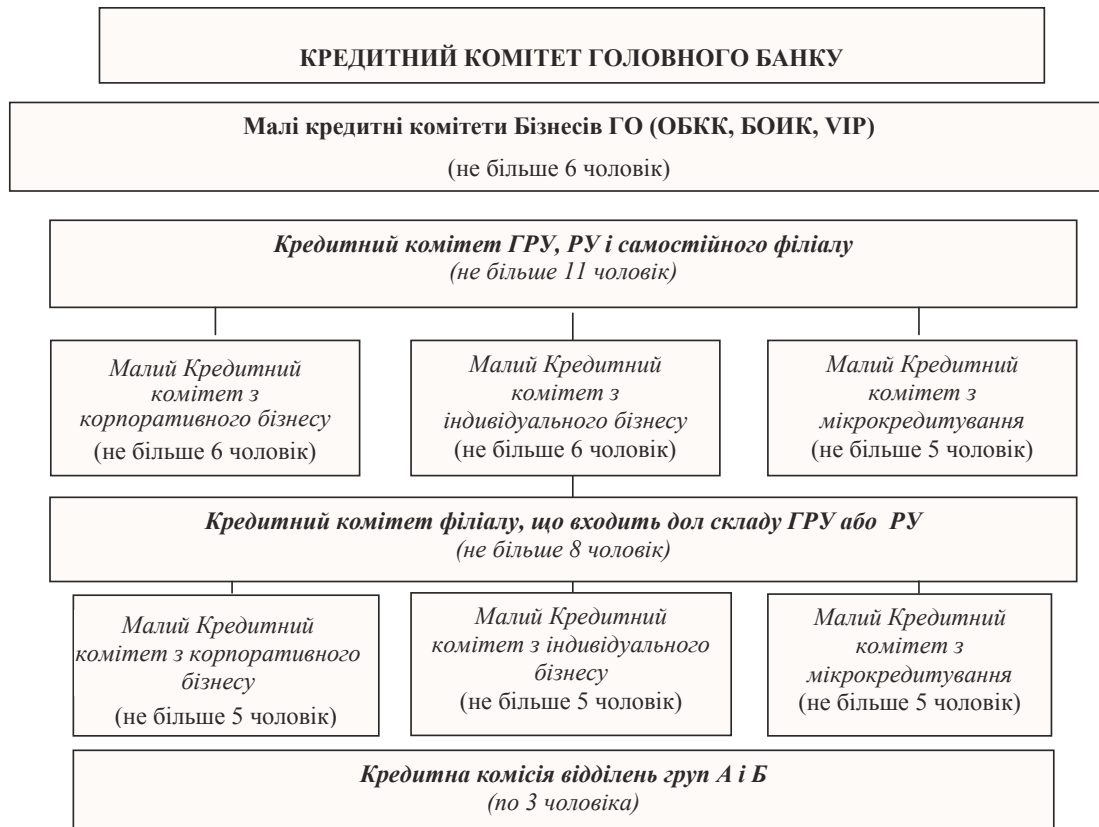 КРЕДИТНИЙ КОМІТЕТ ГОЛОВНОГО БАНКУ
Малі кредитні комітети Бізнесів ГО (ОБКК, БОИК, VIP)
(не більше 6 чоловік)
Кредитний комітет ГРУ, РУ і самостійного філіалу
(не більше 11 чоловік)
Малий Кредитний
комітет з
корпоративного бізнесу
(не більше 6 чоловік)
Малий Кредитний
комітет з
індивідуального бізнесу
(не більше 6 чоловік)
Малий Кредитний
комітет з
мікрокредитування
(не більше 5 чоловік)
Кредитний комітет філіалу, що входить дол складу ГРУ або РУ
(не більше 8 чоловік)
Малий Кредитний
комітет з корпоративного
бізнесу
(не більше 5 чоловік)
Малий Кредитний
комітет з індивідуального
бізнесу
(не більше 5 чоловік)
Малий Кредитний
комітет з
мікрокредитування
(не більше 5 чоловік)
Кредитна комісія відділень груп А і Б
(по 3 чоловіка)